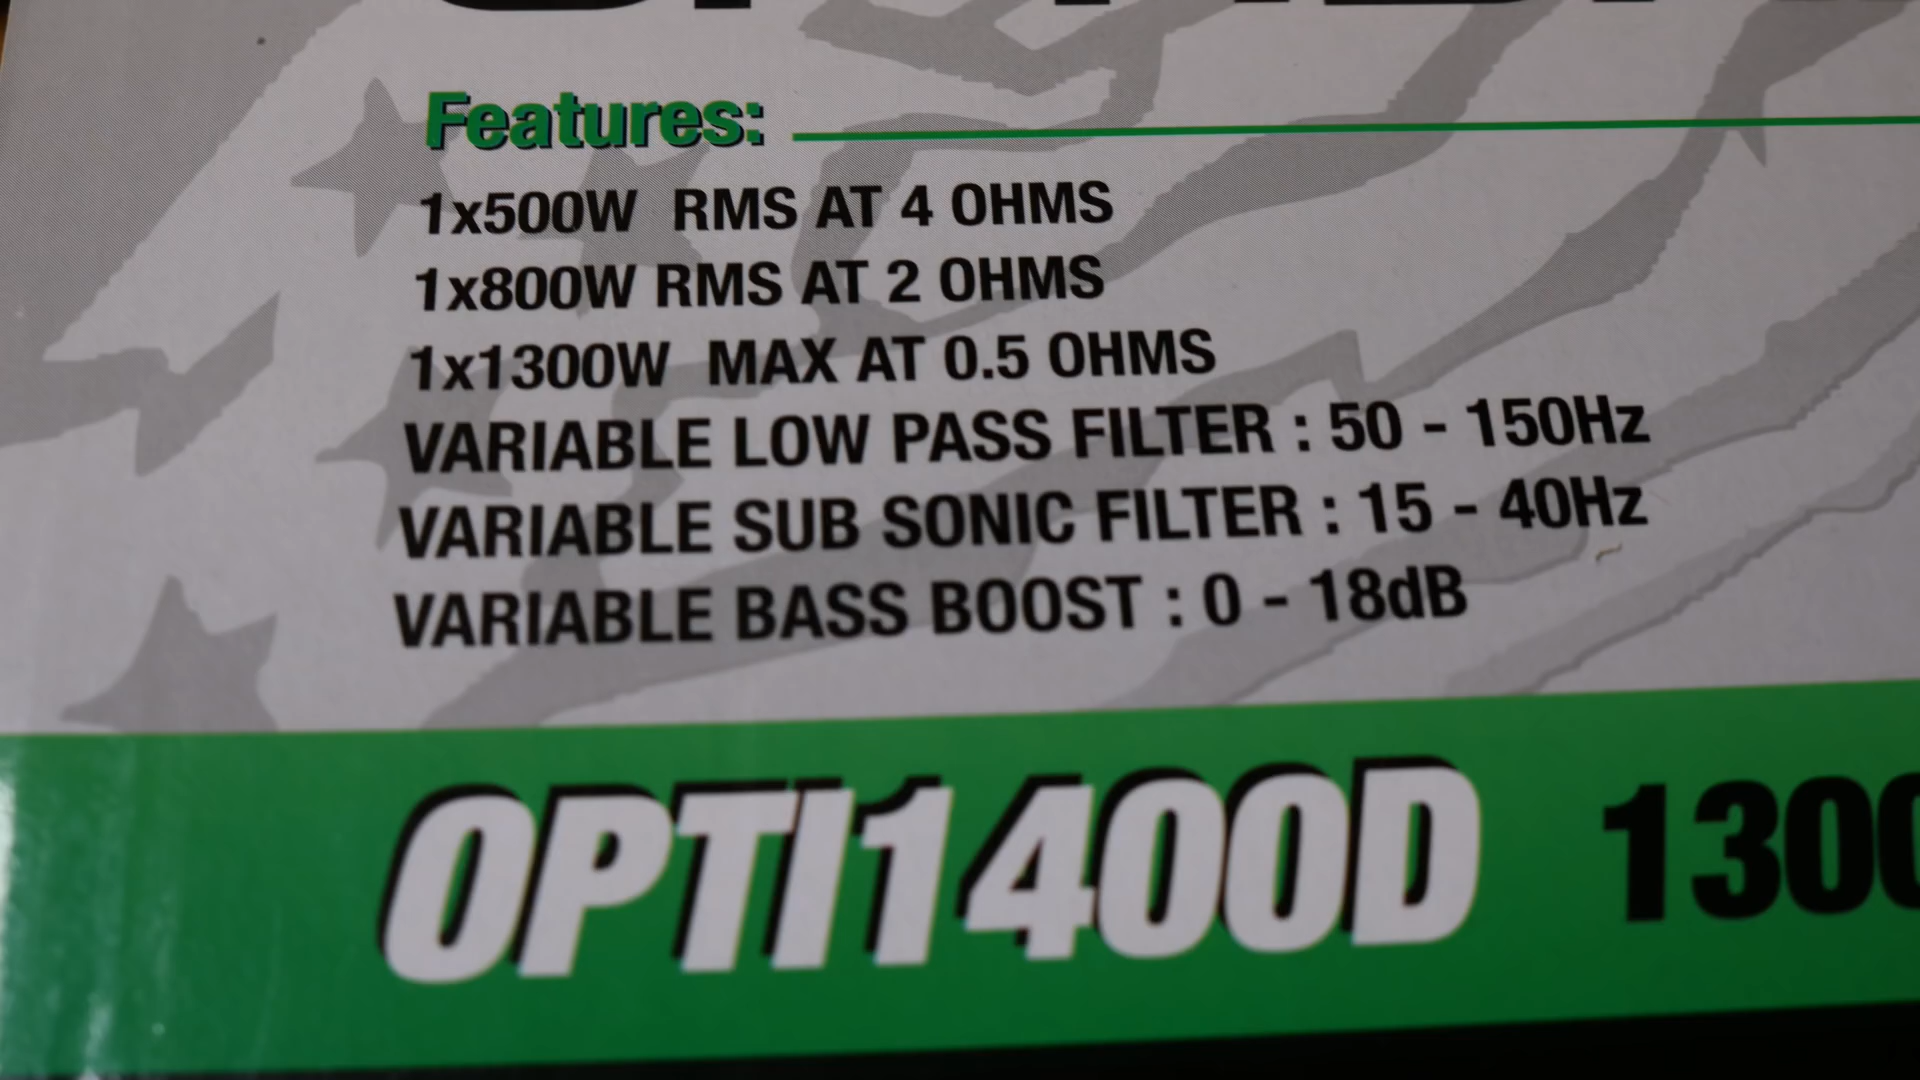 Features:
1x500W RMS AT 4 OHMS
1x800W RMS AT 2 OHMS
1x1300W MAX AT 0.5 OHMS
VARIABLE LOW PASS FILTER : 50 - 150Hz
VARIABLE SUB SONIC FILTER : 15 - 40Hz
VARIABLE BASS BOOST : 0 - 18dB
OPTI1400D 1300